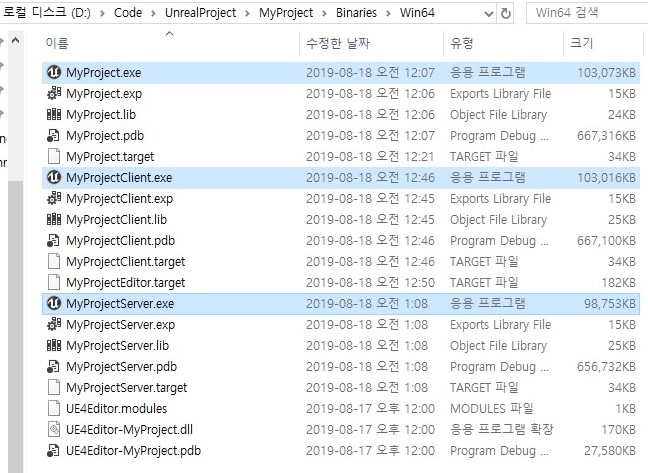 로컬 디스크 (D:) > Code > UnrealProject > MyProject > Binaries > Win64 Win64 검색
이름 수정한 날짜 유형 크기
MyProject.exe 2019-08-18 오전 12:07 응용 프로그램 103,073KB
MyProject.exp 2019-08-18 오전 12:06 Exports Library File 15KB
MyProject.lib 2019-08-18 오전 12:06 Object File Library 24KB
MyProject.pdb 2019-08-18 오전 12:07 Program Debug ... 667,316KB
MyProject.target 2019-08-18 오전 12:21 TARGET 파일 34KB
MyProjectClient.exe 2019-08-18 오전 12:46 응용 프로그램 103,016KB
MyProjectClient.exp 2019-08-18 오전 12:45 Exports Library File 15KB
MyProjectClient.lib 2019-08-18 오전 12:45 Object File Library 25KB
MyProjectClient.pdb 2019-08-18 오전 12:46 Program Debug ... 667,100KB
MyProjectClient.target 2019-08-18 오전 12:46 TARGET 파일 34KB
MyProjectEditor.target 2019-08-18 오전 12:50 TARGET 파일 182KB
MyProjectServer.exe 2019-08-18 오전 1:08 응용 프로그램 98,753KB
MyProjectServer.exp 2019-08-18 오전 1:08 Exports Library File 15KB
MyProjectServer.lib 2019-08-18 오전 1:08 Object File Library 25KB
MyProjectServer.pdb 2019-08-18 오전 1:08 Program Debug ... 656,732KB
MyProjectServer.target 2019-08-18 오전 1:08 TARGET 파일 34KB
UE4Editor.modules 2019-08-17 오후 12:00 MODULES 파일 1KB
UE4Editor-MyProject.dll 2019-08-17 오후 12:00 응용 프로그램 확장 170KB
UE4Editor-MyProject.pdb 2019-08-17 오후 12:00 Program Debug ... 27,580KB